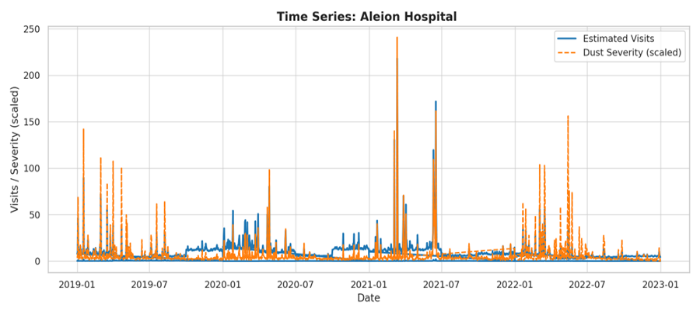 Time Series: Aleion Hospital
250
200
150
100
50
0
Visits / Severity (scaled)
Estimated Visits
Dust Severity (scaled)
2019-01 2019-07 2020-01 2020-07 2021-01 2021-07 2022-01 2022-07 2023-01
Date